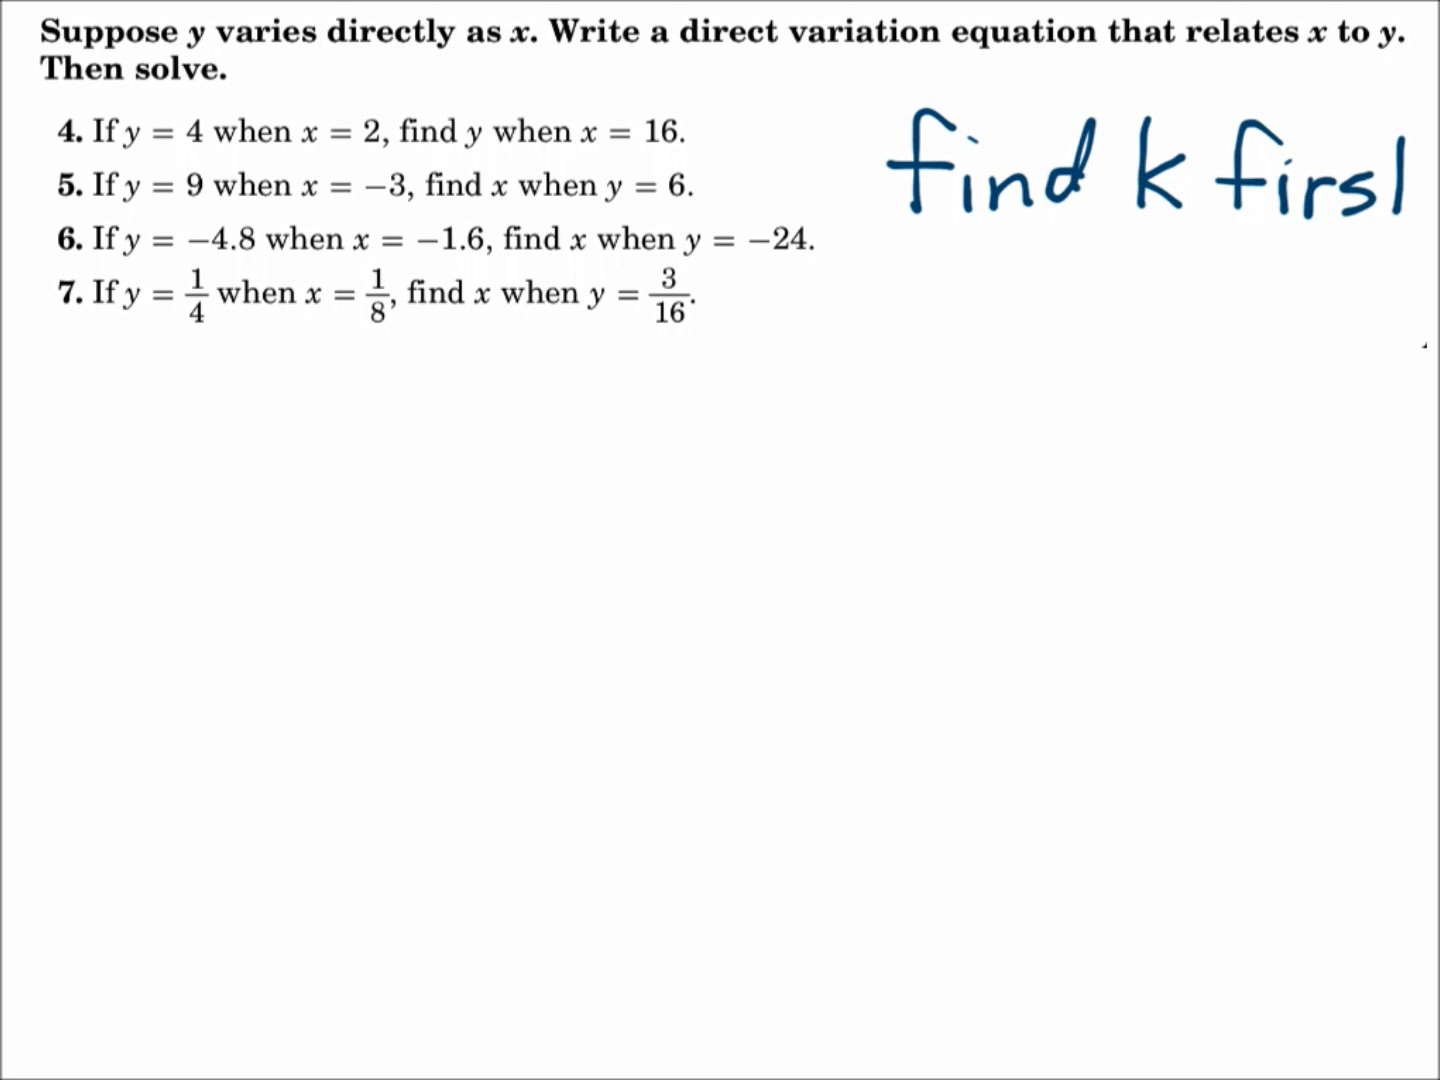 Suppose y varies directly as x. Write a direct variation equation that relates x to y.
Then solve.
4. If y = 4 when x = 2, find y when x = 16.
5. If y = 9 when x = −3, find x when y = 6.
6. If y = −4.8 when x = −1.6, find x when y = −24.
7. If y = 1/4 when x = 1/8, find x when y = 3/16.
find k firsl